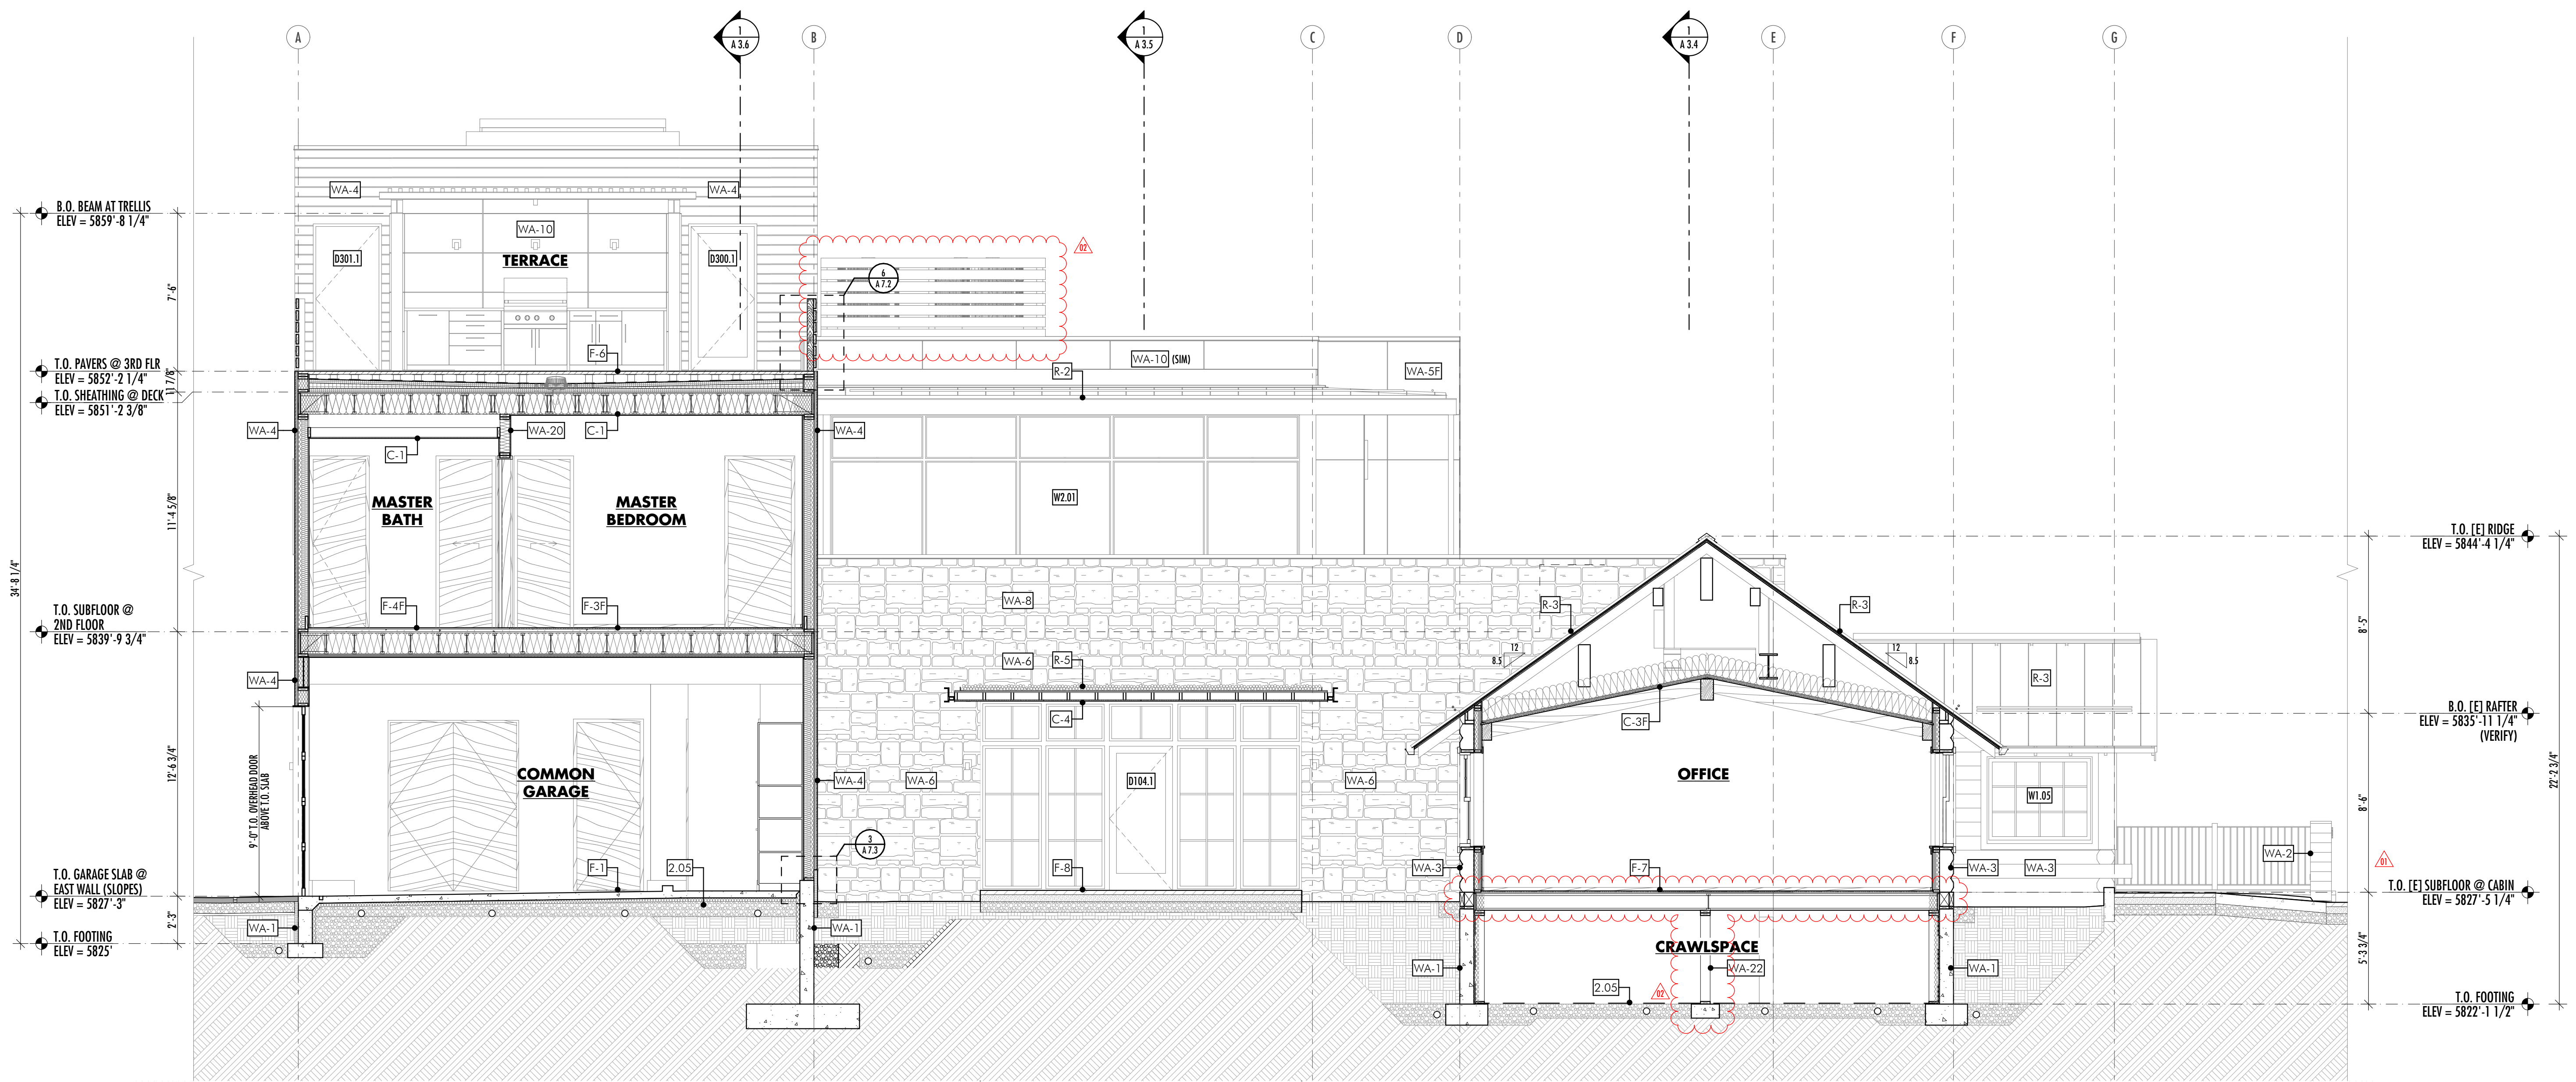 A
1
A 3.6
B
1
A 3.5
C
D
1
A 3.4
E
F
G
WA-4
WA-4
B.O. BEAM AT TRELLIS
ELEV = 5859'-8 1/4"
WA-10
TERRACE
D301.1
D300.1
02
6
A 7.2
7'-6"
F-6
T.O. PAVERS @ 3RD FLR
ELEV = 5852'-2 1/4"
11 7/8"
T.O. SHEATHING @ DECK
ELEV = 5851'-2 3/8"
WA-10 (SIM)
R-2
WA-5F
WA-4
WA-20
C-1
WA-4
C-1
MASTER
BATH
MASTER
BEDROOM
W2.01
11'-4 5/8"
34'-8 1/4"
T.O. [E] RIDGE
ELEV = 5844'-4 1/4"
F-4F
F-3F
WA-8
R-3
R-3
T.O. SUBFLOOR @
2ND FLOOR
ELEV = 5839'-9 3/4"
8'-5"
12
8.5
12
8.5
WA-6
R-5
WA-4
R-3
C-4
C-3F
B.O. [E] RAFTER
ELEV = 5835'-11 1/4"
(VERIFY)
12'-6 3/4"
9'-0" T.O. OVERHEAD DOOR
ABOVE T.O. SLAB
COMMON
GARAGE
WA-4
WA-6
D104.1
WA-6
OFFICE
W1.05
8'-6"
22'-2 3/4"
3
A 7.3
F-1
2.05
F-8
WA-3
F-7
WA-3
WA-3
WA-2
01
T.O. GARAGE SLAB @
EAST WALL (SLOPES)
ELEV = 5827'-3"
T.O. [E] SUBFLOOR @ CABIN
ELEV = 5827'-5 1/4"
2'-3"
WA-1
WA-1
T.O. FOOTING
ELEV = 5825'
CRAWLSPACE
WA-1
WA-22
WA-1
5'-3 3/4"
2.05
02
T.O. FOOTING
ELEV = 5822'-1 1/2"